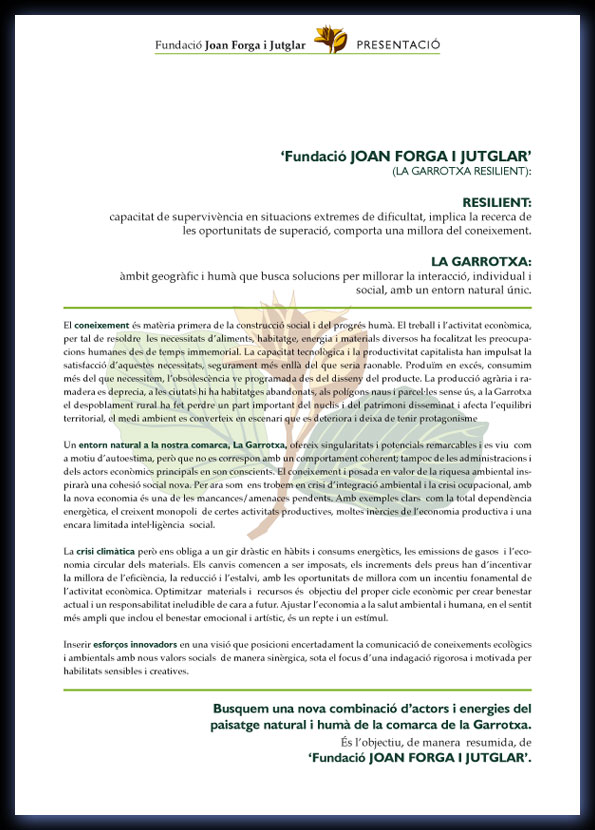 Fundació Joan Forga i Jutglar PRESENTACIÓ
‘Fundació JOAN FORGA I JUTGLAR’
(LA GARROTXA RESILIENT):
RESILIENT:
capacitat de supervivència en situacions extremes de dificultat, implica la recerca de
les oportunitats de superació, comporta una millora del coneixement.
LA GARROTXA:
àmbit geogràfic i humà que busca solucions per millorar la interacció, individual i
social, amb un entorn natural únic.
El coneixement és matèria primera de la construcció social i del progrés humà. El treball i l’activitat econòmica,
per tal de resoldre les necessitats d’aliments, habitatge, energia i materials diversos ha focalitzat les preocupa-
cions humanes des de temps immemorial. La capacitat tecnològica i la productivitat capitalista han impulsat la
satisfacció d’aquestes necessitats, segurament més enllà del que seria raonable. Produïm en excés, consumim
més del que necessitem, l’obsolescència ve programada des del disseny del producte. La producció agrària i ra-
madera es deprecia, a les ciutats hi ha habitatges abandonats, als polígons naus i parcel·les sense ús, a la Garrotxa
el despoblament rural ha fet perdre un part important del nuclis i del patrimoni disseminat i afecta l’equilibri
territorial, el medi ambient es converteix en escenari que es deteriora i deixa de tenir protagonisme
Un entorn natural a la nostra comarca, La Garrotxa, ofereix singularitats i potencials remarcables i es viu com
a motiu d’autoestima, però que no es correspon amb un comportament coherent; tampoc de les administracions i
dels actors econòmics principals en son conscients. El coneixement i posada en valor de la riquesa ambiental ins-
pirarà una cohesió social nova. Per ara som ens trobem en crisi d’integració ambiental i la crisi ocupacional, amb
la nova economia és una de les mancances/amenaces pendents. Amb exemples clars com la total dependència
energètica, el creixent monopoli de certes activitats productives, moltes inèrcies de l’economia productiva i una
encara limitada intel·ligència social.
La crisi climàtica però ens obliga a un gir dràstic en hàbits i consums energètics, les emissions de gasos i l’eco-
nomia circular dels materials. Els canvis comencen a ser imposats, els increments dels preus han d’incentivar
la millora de l’eficiència, la reducció i l’estalvi, amb les oportunitats de millora com un incentiu fonamental de
l’activitat econòmica. Optimitzar materials i recursos és objectiu del proper cicle econòmic per crear benestar
actual i un responsabilitat ineludible de cara a futur. Ajustar l’economia a la salut ambiental i humana, en el sentit
més ampli que inclou el benestar emocional i artístic, és un repte i un estímul.
Inserir esforços innovadors en una visió que posicioni encertadament la comunicació de coneixements ecològics
i ambientals amb nous valors socials de manera sinèrgica, sota el focus d’una indagació rigorosa i motivada per
habilitats sensibles i creatives.
Busquem una nova combinació d’actors i energies del
paisatge natural i humà de la comarca de la Garrotxa.
És l’objectiu, de manera resumida, de
‘Fundació JOAN FORGA I JUTGLAR’.